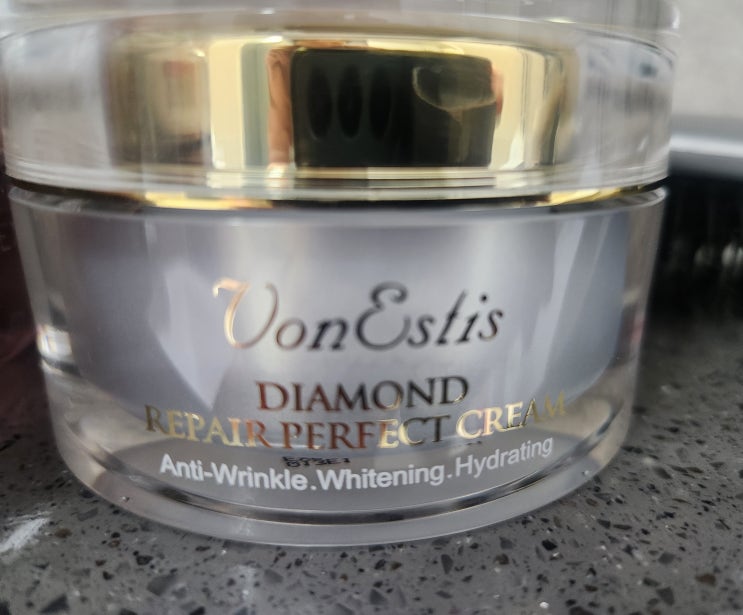 VonEstis
DIAMOND
REPAIR PERFECT CREAM
Anti-Wrinkle.Whitening.Hydrating